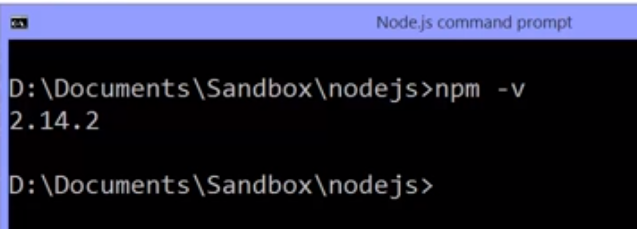 Node.js command prompt
D:\Documents\Sandbox\nodejs>npm -v
2.14.2
D:\Documents\Sandbox\nodejs>